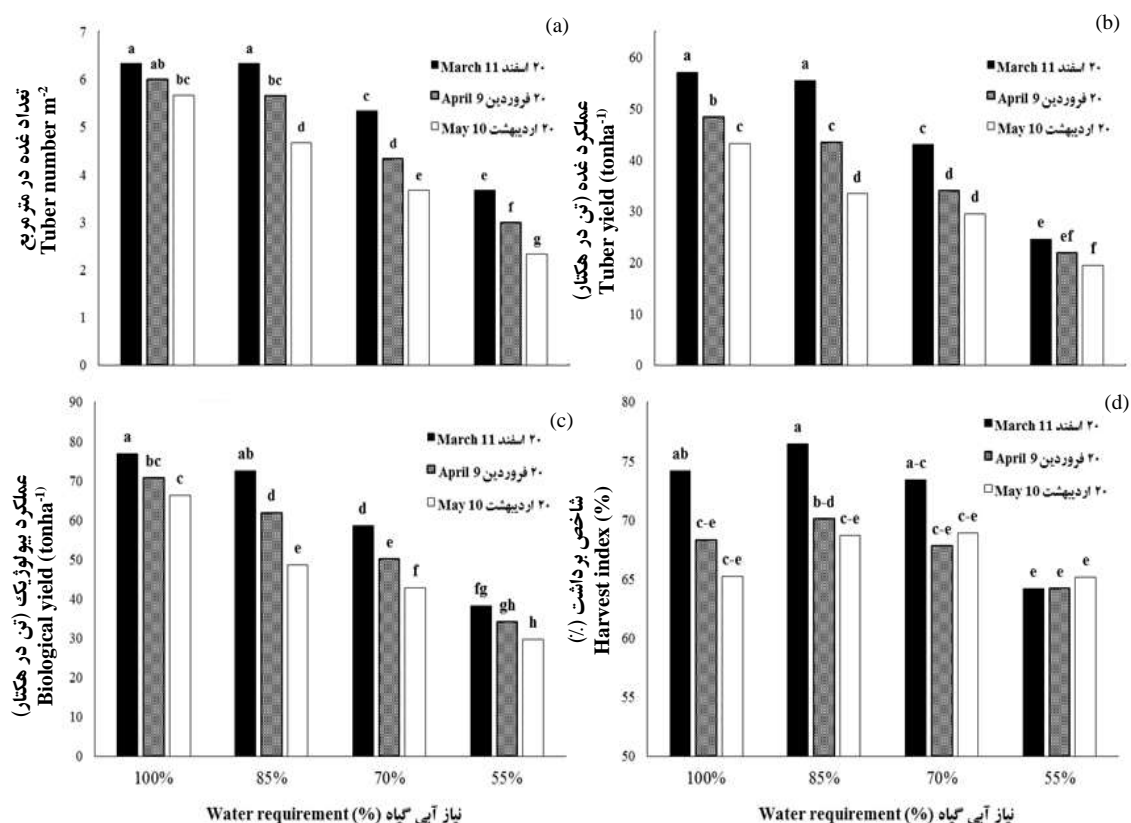 (a)
تعداد غده در مترمربع
Tuber number m-2
7
6
5
4
3
2
1
0
۲۰ اسفند March 11
۲۰ فروردین April 9
۲۰ اردیبهشت May 10
a ab bc
a bc d
c d e
e f g
(b)
عملکرد غده (تن در هکتار)
Tuber yield (tonha-1)
60
50
40
30
20
10
0
۲۰ اسفند March 11
۲۰ فروردین April 9
۲۰ اردیبهشت May 10
a b c
a c d
c d d
e ef f
(c)
عملکرد بیولوژیک (تن در هکتار)
Biological yield (tonha-1)
90
80
70
60
50
40
30
20
10
0
۲۰ اسفند March 11
۲۰ فروردین April 9
۲۰ اردیبهشت May 10
a bc c
ab d e
d e f
fg gh h
100% 85% 70% 55%
نیاز آبی گیاه Water requirement (%)
(d)
شاخص برداشت (٪)
Harvest index (%)
80
75
70
65
60
55
50
۲۰ اسفند March 11
۲۰ فروردین April 9
۲۰ اردیبهشت May 10
ab c-e c-e
a b-d c-e
a-c c-e c-e
e e e
100% 85% 70% 55%
نیاز آبی گیاه Water requirement (%)